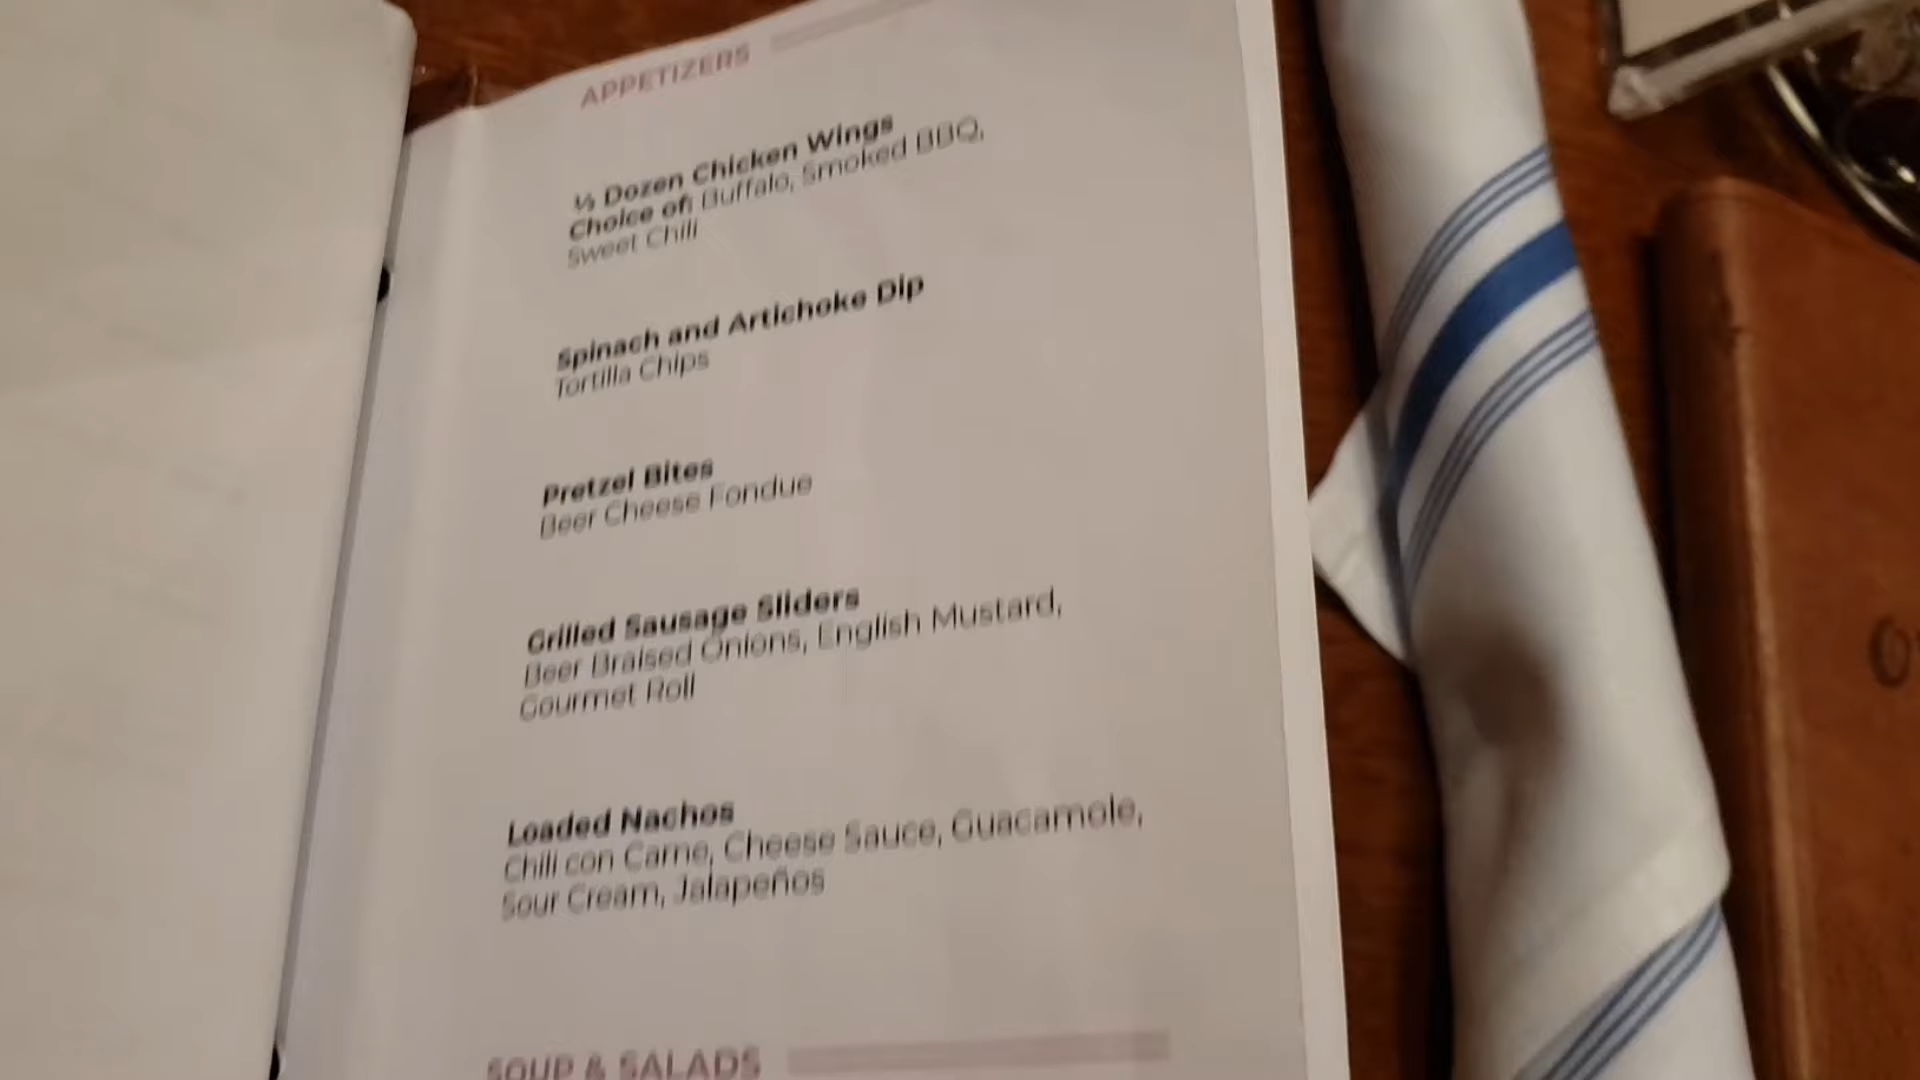 APPETIZERS
½ Dozen Chicken Wings
Choice of: Buffalo, Smoked BBQ,
Sweet Chili
Spinach and Artichoke Dip
Tortilla Chips
Pretzel Bites
Beer Cheese Fondue
Grilled Sausage Sliders
Beer Braised Onions, English Mustard,
Gourmet Roll
Loaded Nachos
Chili con Carne, Cheese Sauce, Guacamole,
Sour Cream, Jalapeños
SOUP & SALADS